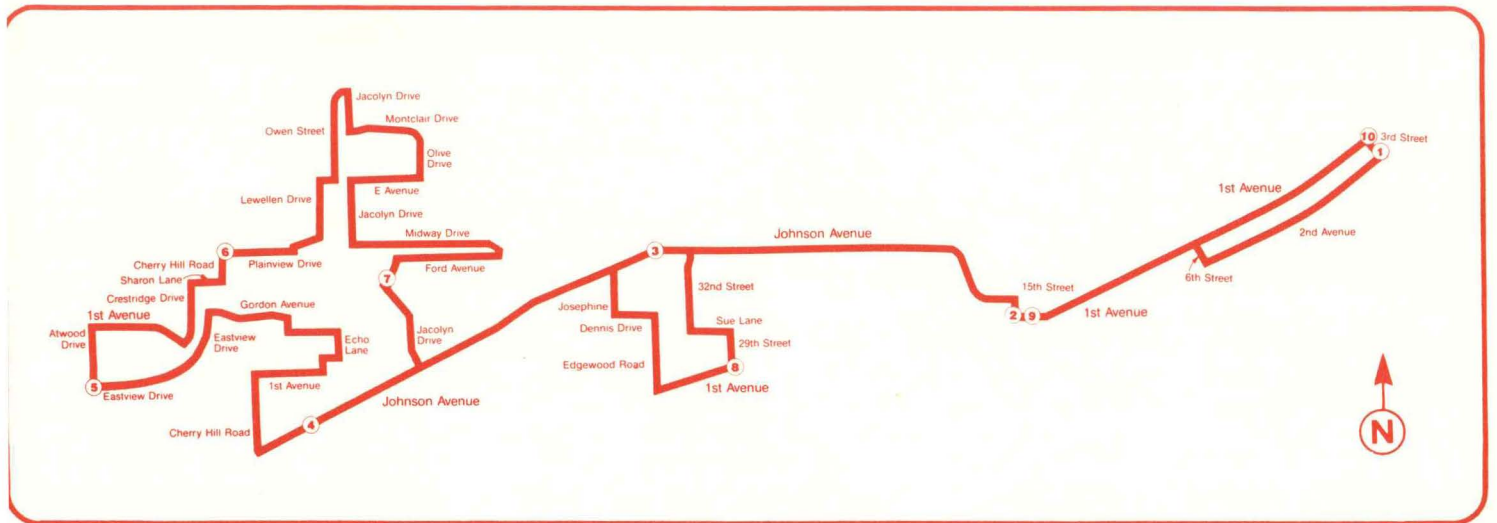 Jacolyn Drive
Montclair Drive
Owen Street
Olive
Drive
10
3rd Street
1
E Avenue
1st Avenue
Lewellen Drive
Jacolyn Drive
2nd Avenue
Midway Drive
Johnson Avenue
3
6
Cherry Hill Road
Plainview Drive
Ford Avenue
7
6th Street
Sharon Lane
32nd Street
15th Street
Crestridge Drive
Gordon Avenue
Josephine
1st Avenue
2
9
1st Avenue
Atwood
Drive
Eastview
Drive
Echo
Lane
Jacolyn
Drive
Dennis Drive
Sue Lane
29th Street
Edgewood Road
8
5
Eastview Drive
1st Avenue
1st Avenue
Johnson Avenue
4
Cherry Hill Road
N